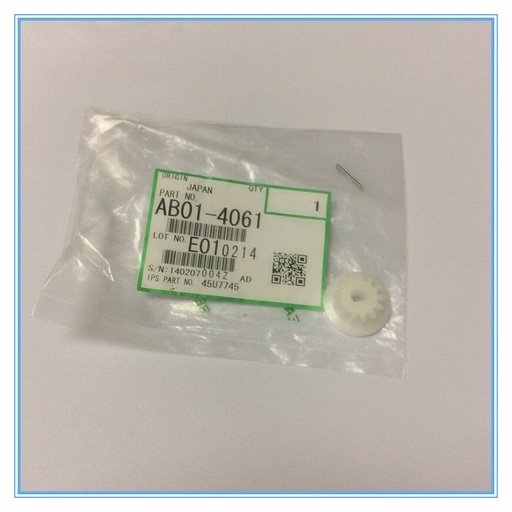 ORIGIN
JAPAN
QTY
PART NO.
1
AB01-4061
LOT NO. E010214
S/N:1402070042 AD
IPS PART NO. 45U7745